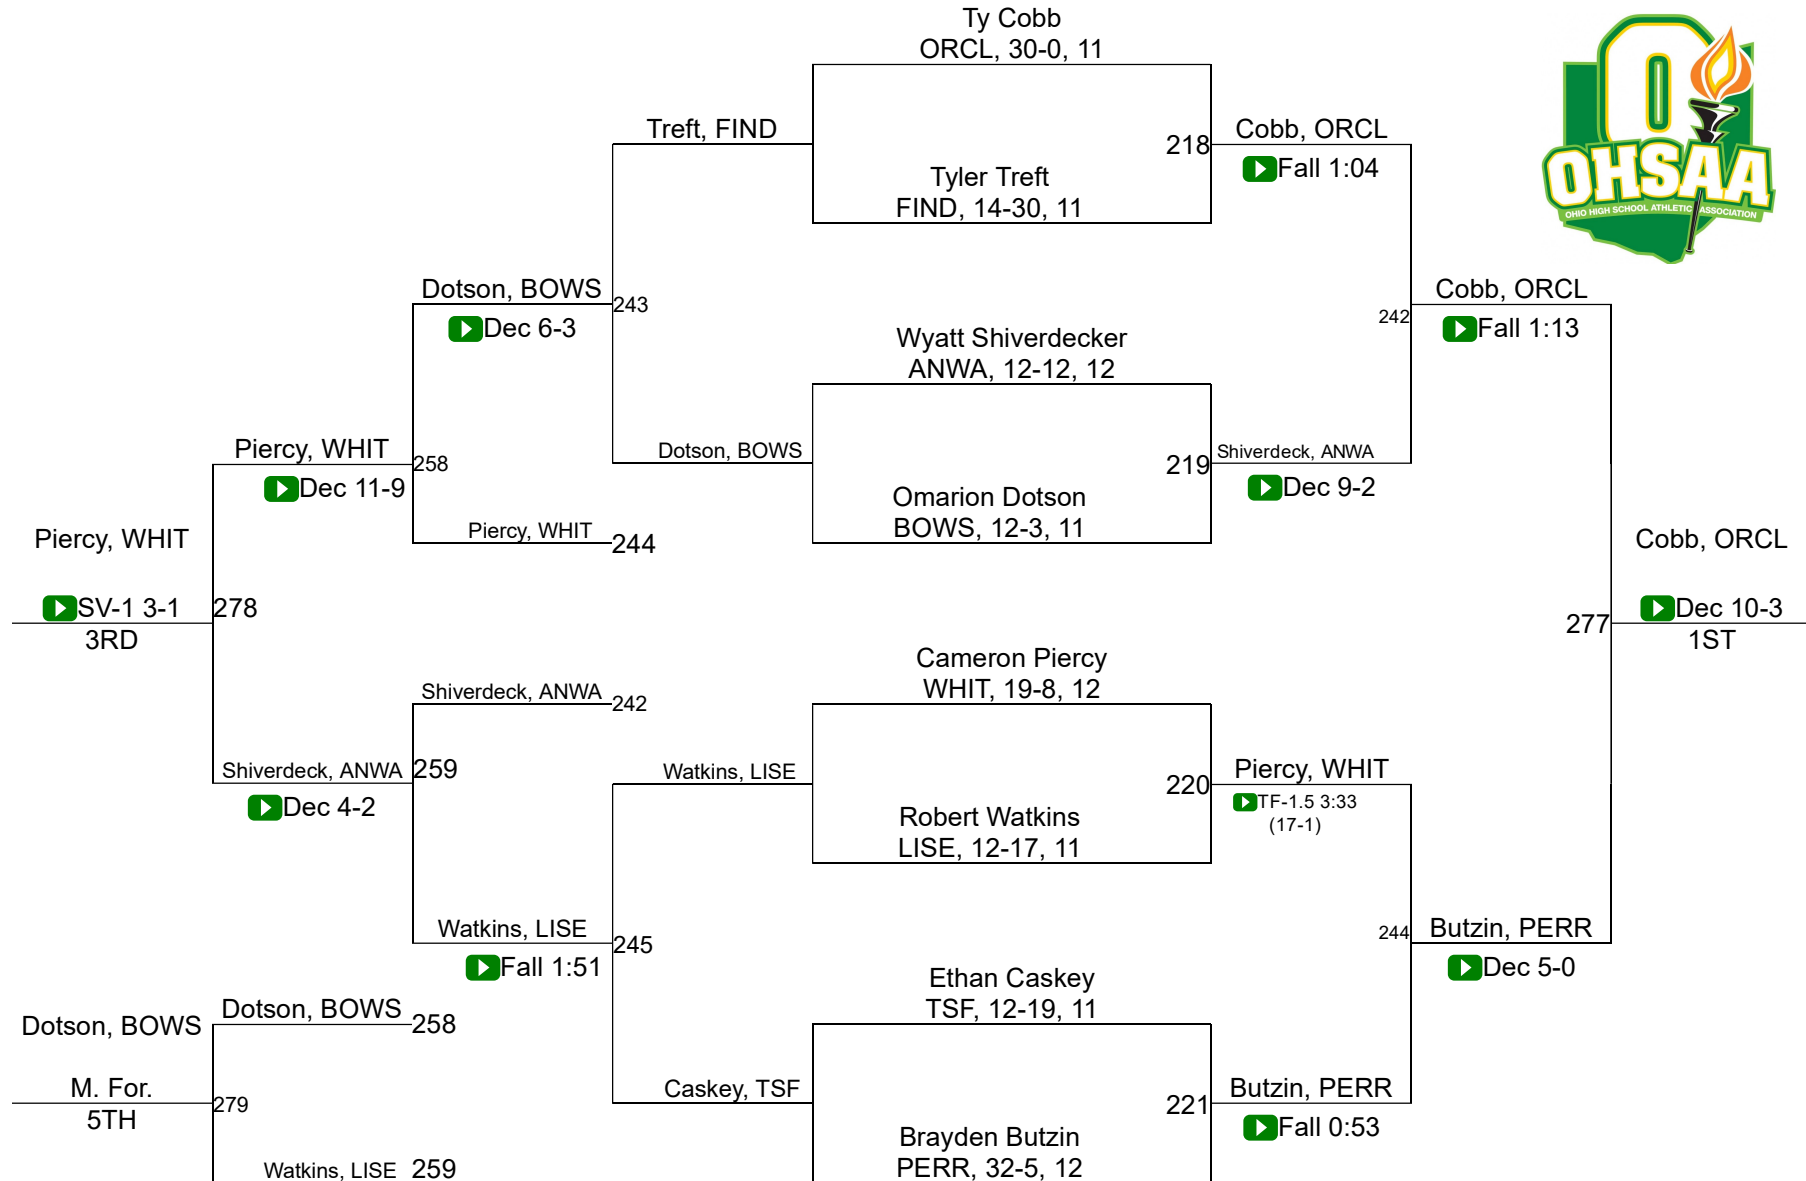 Ty Cobb
ORCL, 30-0, 11
OHSAA
OHIO HIGH SCHOOL ATHLETIC ASSOCIATION
Treft, FIND
218
Cobb, ORCL
Fall 1:04
Tyler Treft
FIND, 14-30, 11
Dotson, BOWS
243
Dec 6-3
Cobb, ORCL
242
Fall 1:13
Wyatt Shiverdecker
ANWA, 12-12, 12
Piercy, WHIT
258
Dec 11-9
Dotson, BOWS
219
Shiverdeck, ANWA
Dec 9-2
Omarion Dotson
BOWS, 12-3, 11
Piercy, WHIT
244
Piercy, WHIT
SV-1 3-1
278
3RD
Cobb, ORCL
277
Dec 10-3
1ST
Cameron Piercy
WHIT, 19-8, 12
Shiverdeck, ANWA
242
Shiverdeck, ANWA
259
Dec 4-2
Watkins, LISE
220
Piercy, WHIT
TF-1.5 3:33
(17-1)
Robert Watkins
LISE, 12-17, 11
Watkins, LISE
245
Fall 1:51
244
Butzin, PERR
Dec 5-0
Ethan Caskey
TSF, 12-19, 11
Dotson, BOWS
Dotson, BOWS
258
M. For.
279
5TH
Caskey, TSF
221
Butzin, PERR
Fall 0:53
Brayden Butzin
PERR, 32-5, 12
Watkins, LISE
259